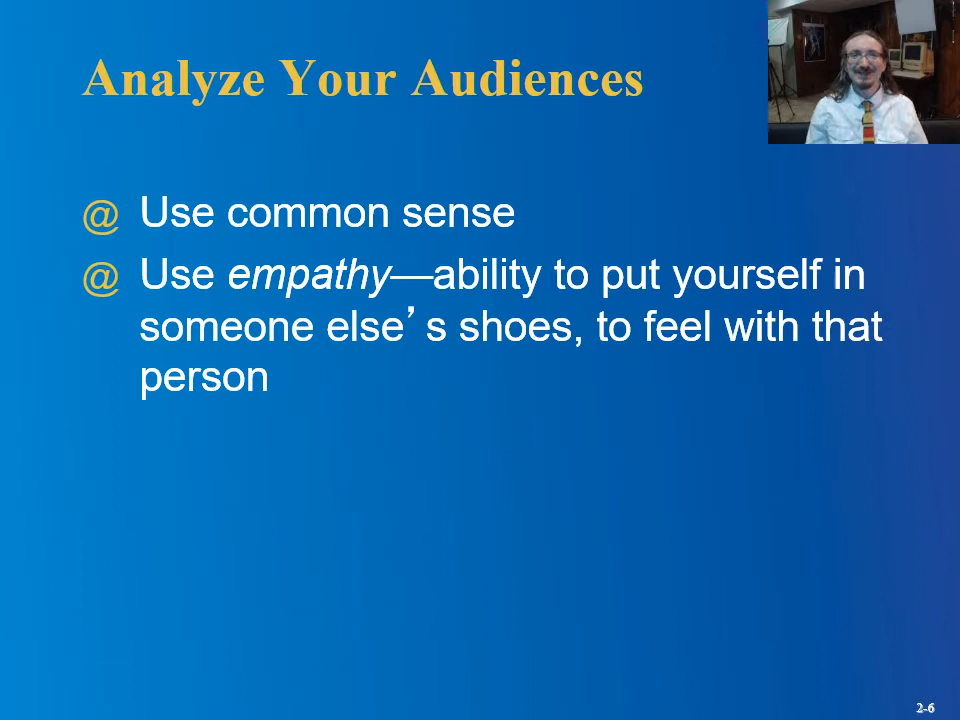 Analyze Your Audiences
@ Use common sense
@ Use empathy—ability to put yourself in
someone else’s shoes, to feel with that
person
2-6